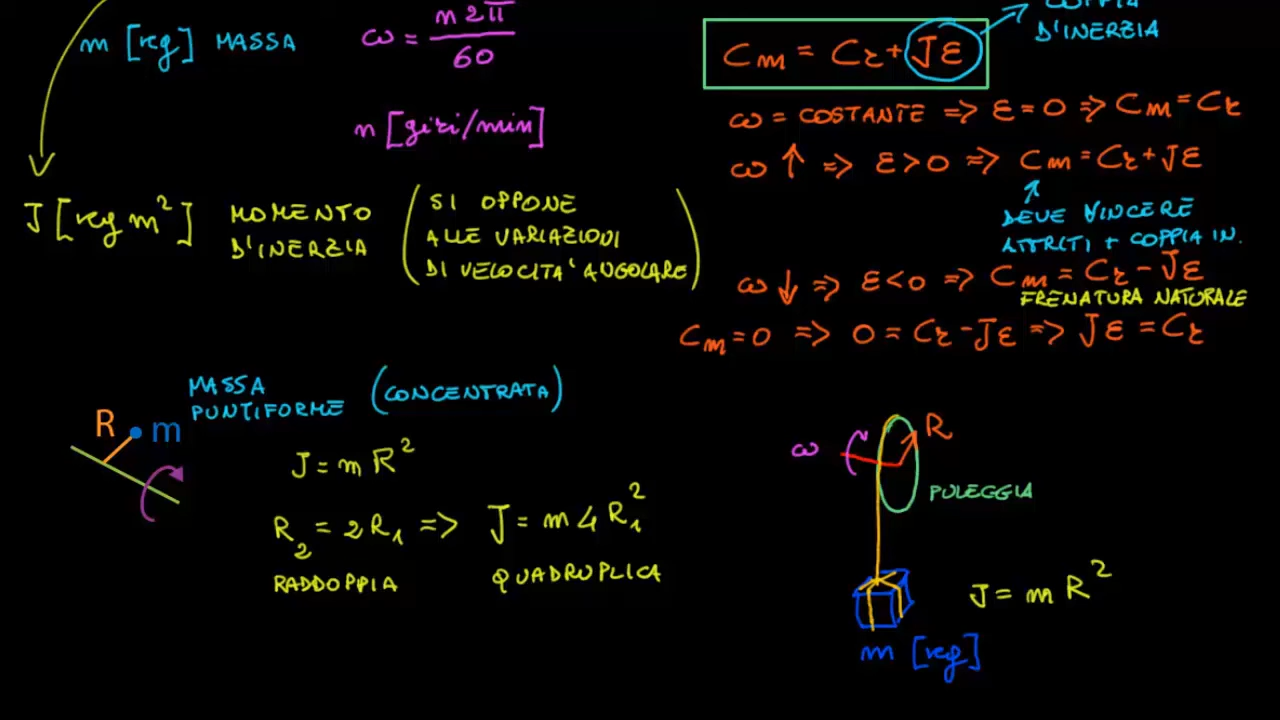 m [kg] MASSA
ω = n 2π / 60
n [giri/min]
J [kg m²] MOMENTO D'INERZIA
( SI OPPONE
ALLE VARIAZIONI
DI VELOCITA' ANGOLARE )
MASSA
PUNTIFORME (CONCENTRATA)
R m
J = m R²
R₂ = 2 R₁ => J = m 4 R₁²
RADDOPPIA QUADRUPLICA
D'INERZIA
Cm = Cr + Jε
ω = COSTANTE => ε = 0 => Cm = Cr
ω ↑ => ε > 0 => Cm = Cr + Jε
DEVE VINCERE
ATTRITI + COPPIA IN.
ω ↓ => ε < 0 => Cm = Cr - Jε
FRENATURA NATURALE
Cm = 0 => 0 = Cr - Jε => Jε = Cr
ω R
PULEGGIA
J = m R²
m [kg]